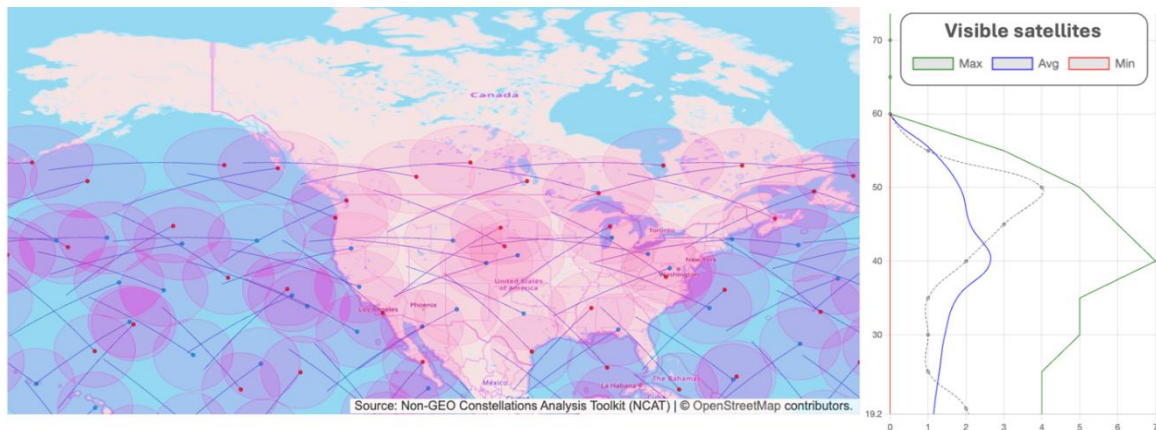 Canada
Toronto
New York
Washington
United States
of America
Los Angeles
Phoenix
La Habana
The Bahamas
México
Source: Non-GEO Constellations Analysis Toolkit (NCAT) | © OpenStreetMap contributors.
Visible satellites
Max Avg Min
70
60
50
40
30
19.2
0 1 2 3 4 5 6 7